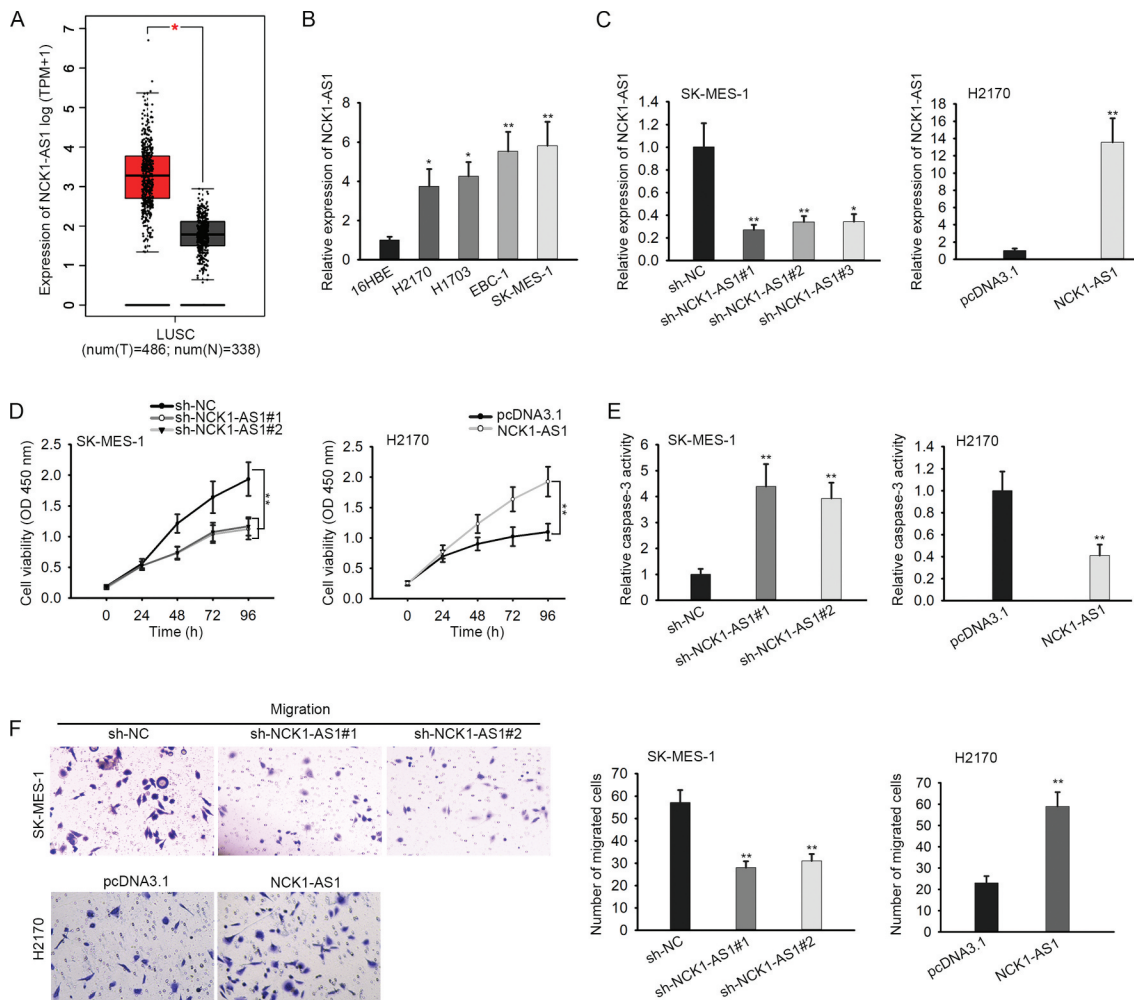 A
Expression of NCK1-AS1 log (TPM+1)
7
6
5
4
3
2
1
0
*
LUSC
(num(T)=486; num(N)=338)
B
Relative expression of NCK1-AS1
8
6
4
2
0
*
*
**
**
16HBE
H2170
H1703
EBC-1
SK-MES-1
C
SK-MES-1
Relative expression of NCK1-AS1
1.2
1.0
0.8
0.6
0.4
0.2
0.0
**
**
*
sh-NC
sh-NCK1-AS1#1
sh-NCK1-AS1#2
sh-NCK1-AS1#3
H2170
Relative expression of NCK1-AS1
18
16
14
12
10
8
6
4
2
0
**
pcDNA3.1
NCK1-AS1
D
sh-NC
sh-NCK1-AS1#1
sh-NCK1-AS1#2
SK-MES-1
Cell viability (OD 450 nm)
2.5
2.0
1.5
1.0
0.5
0.0
**
0 24 48 72 96
Time (h)
pcDNA3.1
NCK1-AS1
H2170
Cell viability (OD 450 nm)
2.5
2.0
1.5
1.0
0.5
0.0
**
0 24 48 72 96
Time (h)
E
SK-MES-1
Relative caspase-3 activity
6
5
4
3
2
1
0
**
**
sh-NC
sh-NCK1-AS1#1
sh-NCK1-AS1#2
H2170
Relative caspase-3 activity
1.4
1.2
1.0
0.8
0.6
0.4
0.2
0.0
**
pcDNA3.1
NCK1-AS1
F
Migration
sh-NC sh-NCK1-AS1#1 sh-NCK1-AS1#2
SK-MES-1
pcDNA3.1 NCK1-AS1
H2170
SK-MES-1
Number of migrated cells
70
60
50
40
30
20
10
0
**
**
sh-NC
sh-NCK1-AS1#1
sh-NCK1-AS1#2
H2170
Number of migrated cells
80
70
60
50
40
30
20
10
0
**
pcDNA3.1
NCK1-AS1